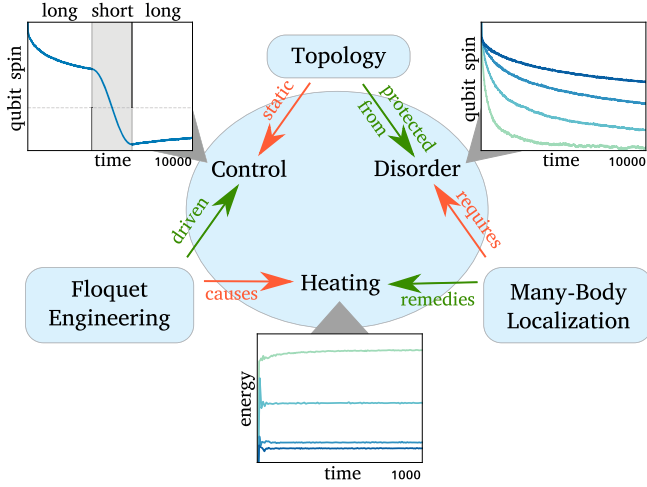 long short long
qubit spin
time 10000
Topology
qubit spin
time 10000
static
protected
from
Control
Disorder
driven
requires
Floquet
Engineering
causes
Heating
remedies
Many-Body
Localization
energy
time 1000